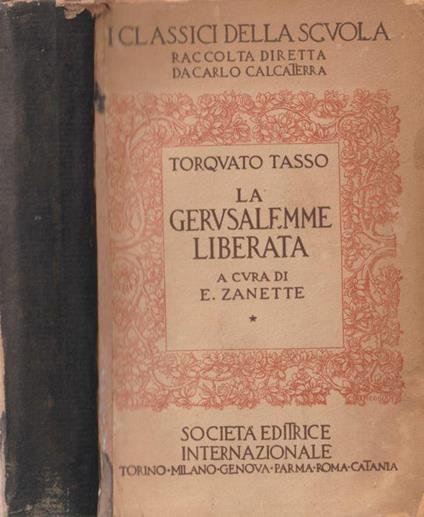 I CLASSICI DELLA SCVOLA
RACCOLTA DIRETTA
DA CARLO CALCATERRA
TORQVATO TASSO
LA
GERVSALEMME
LIBERATA
A CVRA DI
E. ZANETTE
*
SOCIETÀ EDITRICE
INTERNAZIONALE
TORINO·MILANO·GENOVA·PARMA·ROMA·CATANIA